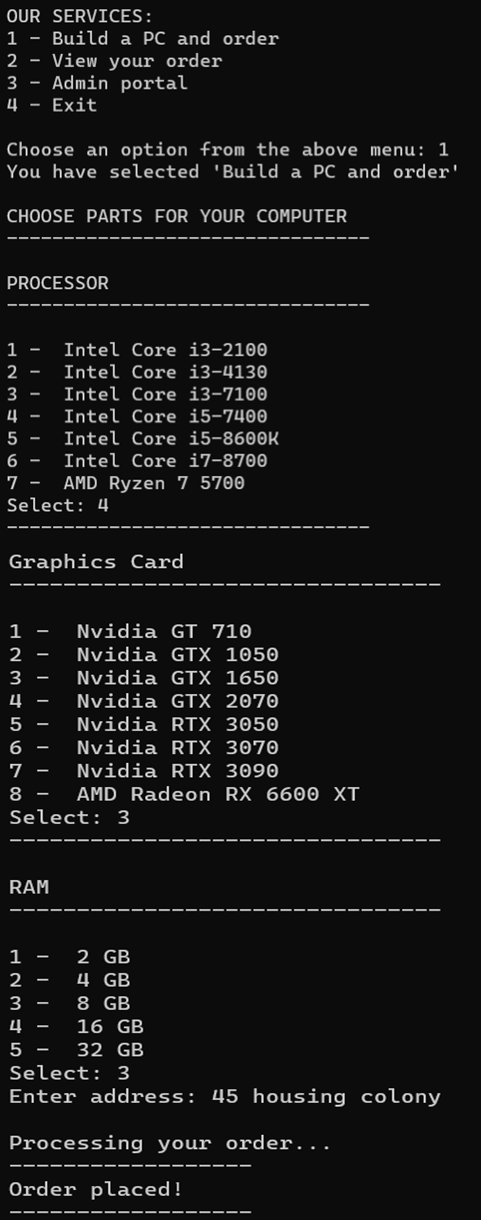 OUR SERVICES:
1 - Build a PC and order
2 - View your order
3 - Admin portal
4 - Exit
Choose an option from the above menu: 1
You have selected 'Build a PC and order'
CHOOSE PARTS FOR YOUR COMPUTER
--------------------------------
PROCESSOR
--------------------------------
1 -  Intel Core i3-2100
2 -  Intel Core i3-4130
3 -  Intel Core i3-7100
4 -  Intel Core i5-7400
5 -  Intel Core i5-8600K
6 -  Intel Core i7-8700
7 -  AMD Ryzen 7 5700
Select: 4
--------------------------------
Graphics Card
--------------------------------
1 -  Nvidia GT 710
2 -  Nvidia GTX 1050
3 -  Nvidia GTX 1650
4 -  Nvidia GTX 2070
5 -  Nvidia RTX 3050
6 -  Nvidia RTX 3070
7 -  Nvidia RTX 3090
8 -  AMD Radeon RX 6600 XT
Select: 3
--------------------------------
RAM
--------------------------------
1 -  2 GB
2 -  4 GB
3 -  8 GB
4 -  16 GB
5 -  32 GB
Select: 3
Enter address: 45 housing colony
Processing your order...
------------------
Order placed!
------------------